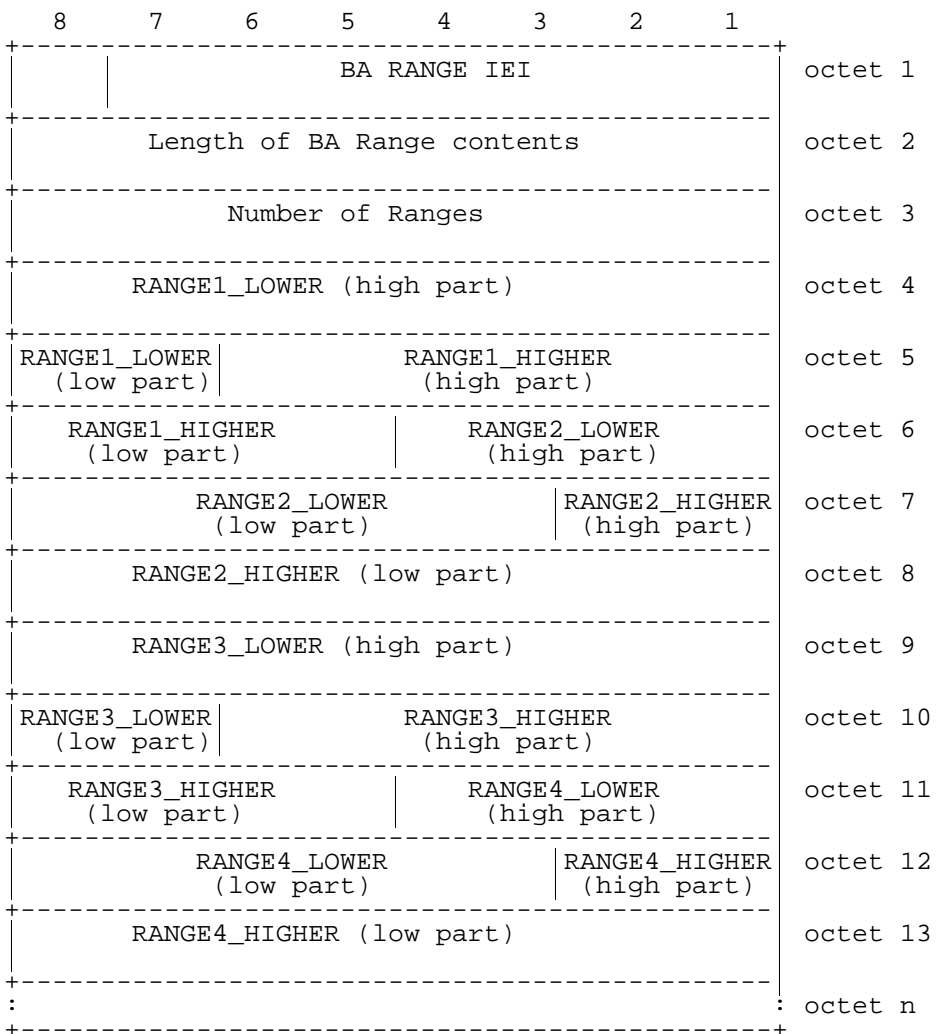 8 7 6 5 4 3 2 1
BA RANGE IEI octet 1
Length of BA Range contents octet 2
Number of Ranges octet 3
RANGE1_LOWER (high part) octet 4
RANGE1_LOWER RANGE1_HIGHER octet 5
(low part) (high part)
RANGE1_HIGHER RANGE2_LOWER octet 6
(low part) (high part)
RANGE2_LOWER RANGE2_HIGHER octet 7
(low part) (high part)
RANGE2_HIGHER (low part) octet 8
RANGE3_LOWER (high part) octet 9
RANGE3_LOWER RANGE3_HIGHER octet 10
(low part) (high part)
RANGE3_HIGHER RANGE4_LOWER octet 11
(low part) (high part)
RANGE4_LOWER RANGE4_HIGHER octet 12
(low part) (high part)
RANGE4_HIGHER (low part) octet 13
: : octet n